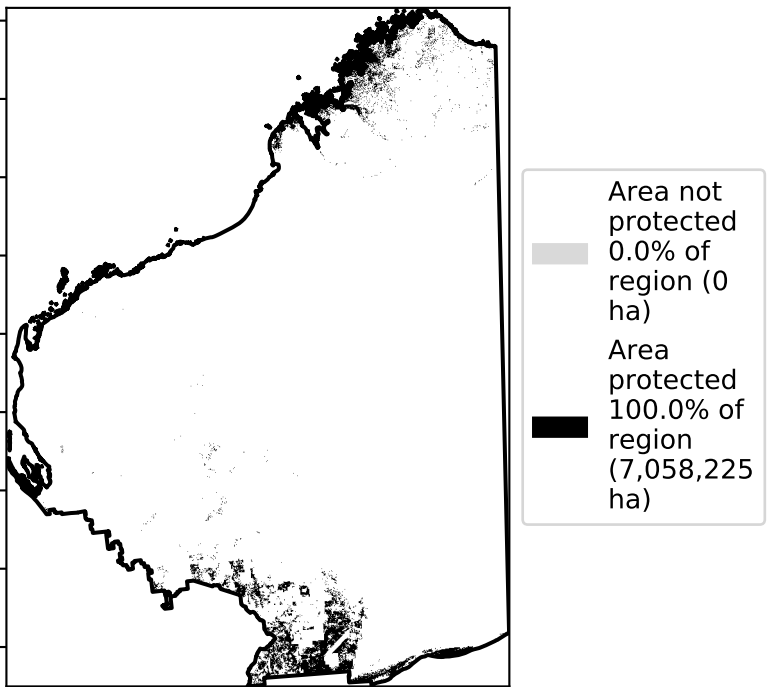 Area not
protected
0.0% of
region (0
ha)
Area
protected
100.0% of
region
(7,058,225
ha)